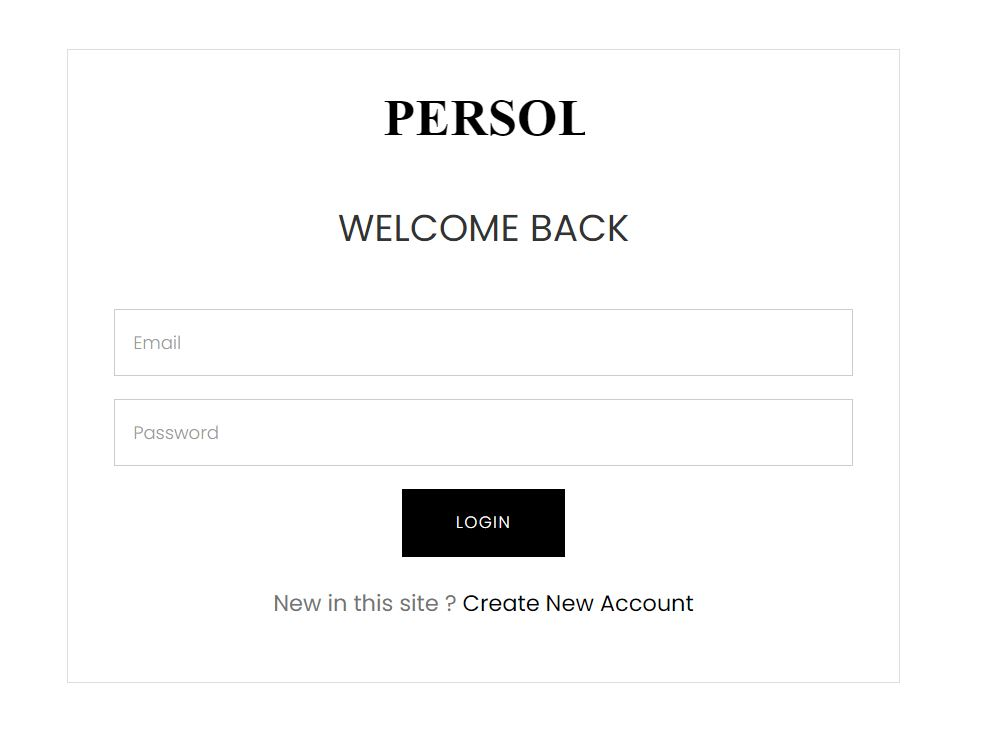 PERSOL
WELCOME BACK
Email
Password
LOGIN
New in this site ? Create New Account